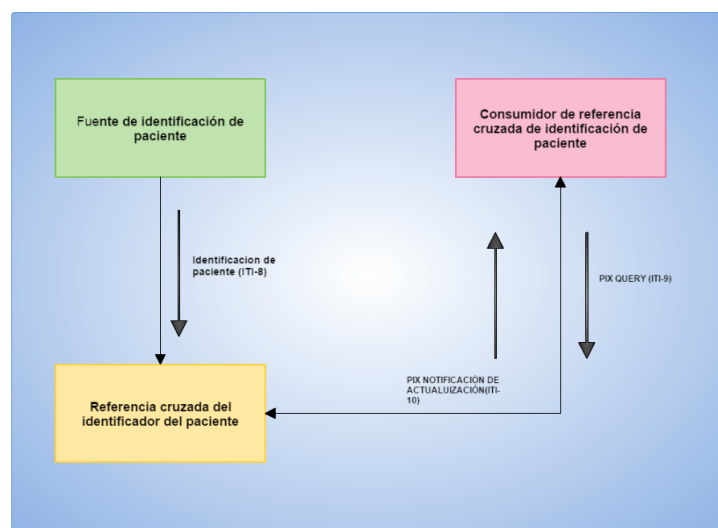 Fuente de identificación de
paciente
Consumidor de referencia
cruzada de identificación de
paciente
Identificacion de
paciente (ITI-8)
PIX QUERY (ITI-9)
PIX NOTIFICACIÓN DE
ACTUALUIZACIÓN(ITI-
10)
Referencia cruzada del
identificador del paciente